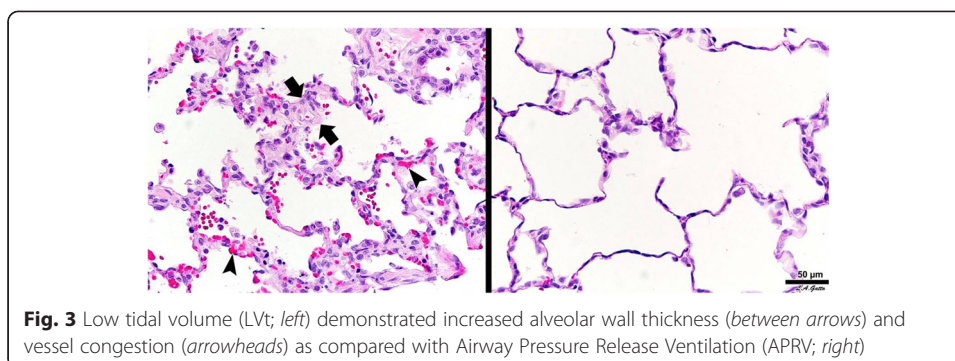 50 µm
Fig. 3 Low tidal volume (LVt; left) demonstrated increased alveolar wall thickness (between arrows) and
vessel congestion (arrowheads) as compared with Airway Pressure Release Ventilation (APRV; right)